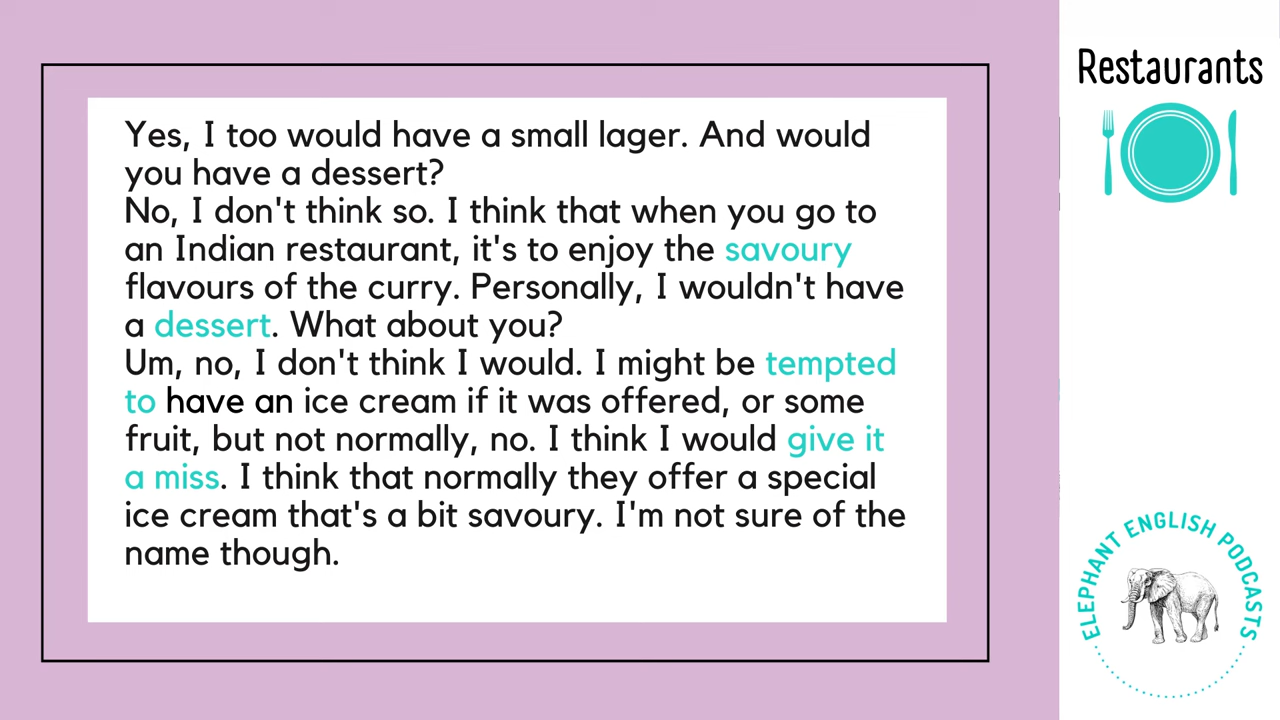 Yes, I too would have a small lager. And would
you have a dessert?
No, I don't think so. I think that when you go to
an Indian restaurant, it's to enjoy the savoury
flavours of the curry. Personally, I wouldn't have
a dessert. What about you?
Um, no, I don't think I would. I might be tempted
to have an ice cream if it was offered, or some
fruit, but not normally, no. I think I would give it
a miss. I think that normally they offer a special
ice cream that's a bit savoury. I'm not sure of the
name though.
Restaurants
ELEPHANT ENGLISH PODCASTS